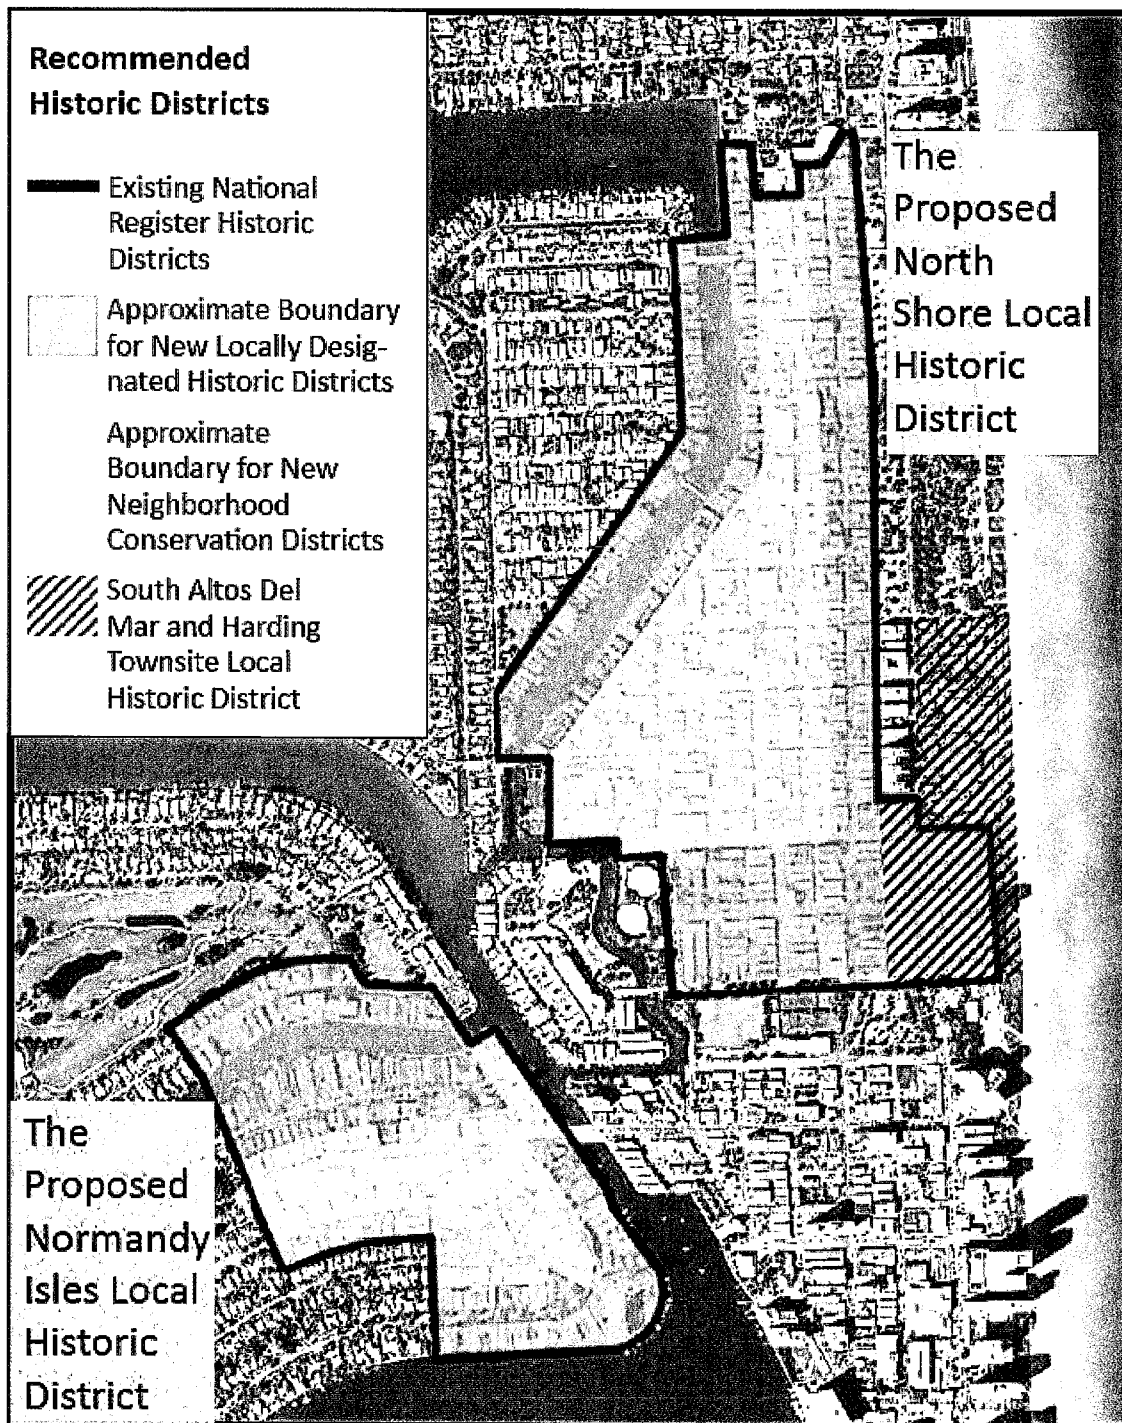 Recommended
Historic Districts
Existing National
Register Historic
Districts
Approximate Boundary
for New Locally Desig-
nated Historic Districts
Approximate
Boundary for New
Neighborhood
Conservation Districts
South Altos Del
Mar and Harding
Townsite Local
Historic District
The
Proposed
North
Shore Local
Historic
District
The
Proposed
Normandy
Isles Local
Historic
District